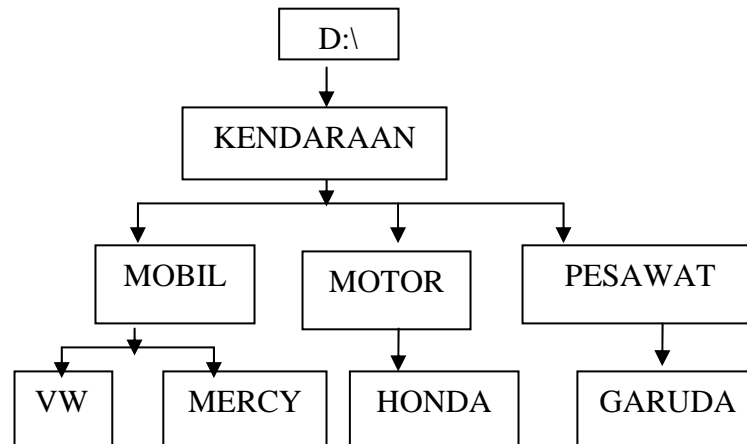 D:\
KENDARAAN
MOBIL
MOTOR
PESAWAT
VW
MERCY
HONDA
GARUDA